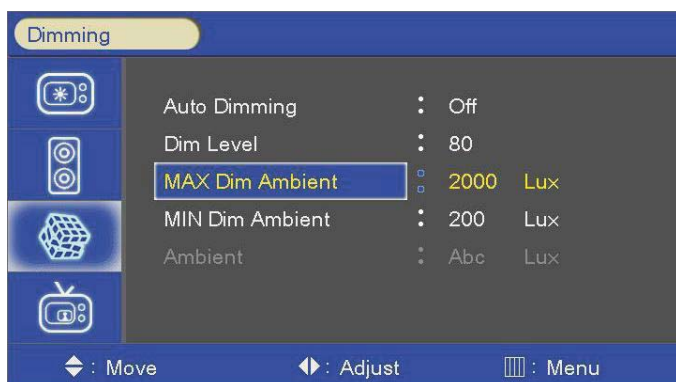 Dimming
Auto Dimming : Off
Dim Level : 80
MAX Dim Ambient : 2000 Lux
MIN Dim Ambient : 200 Lux
Ambient : Abc Lux
: Move : Adjust : Menu